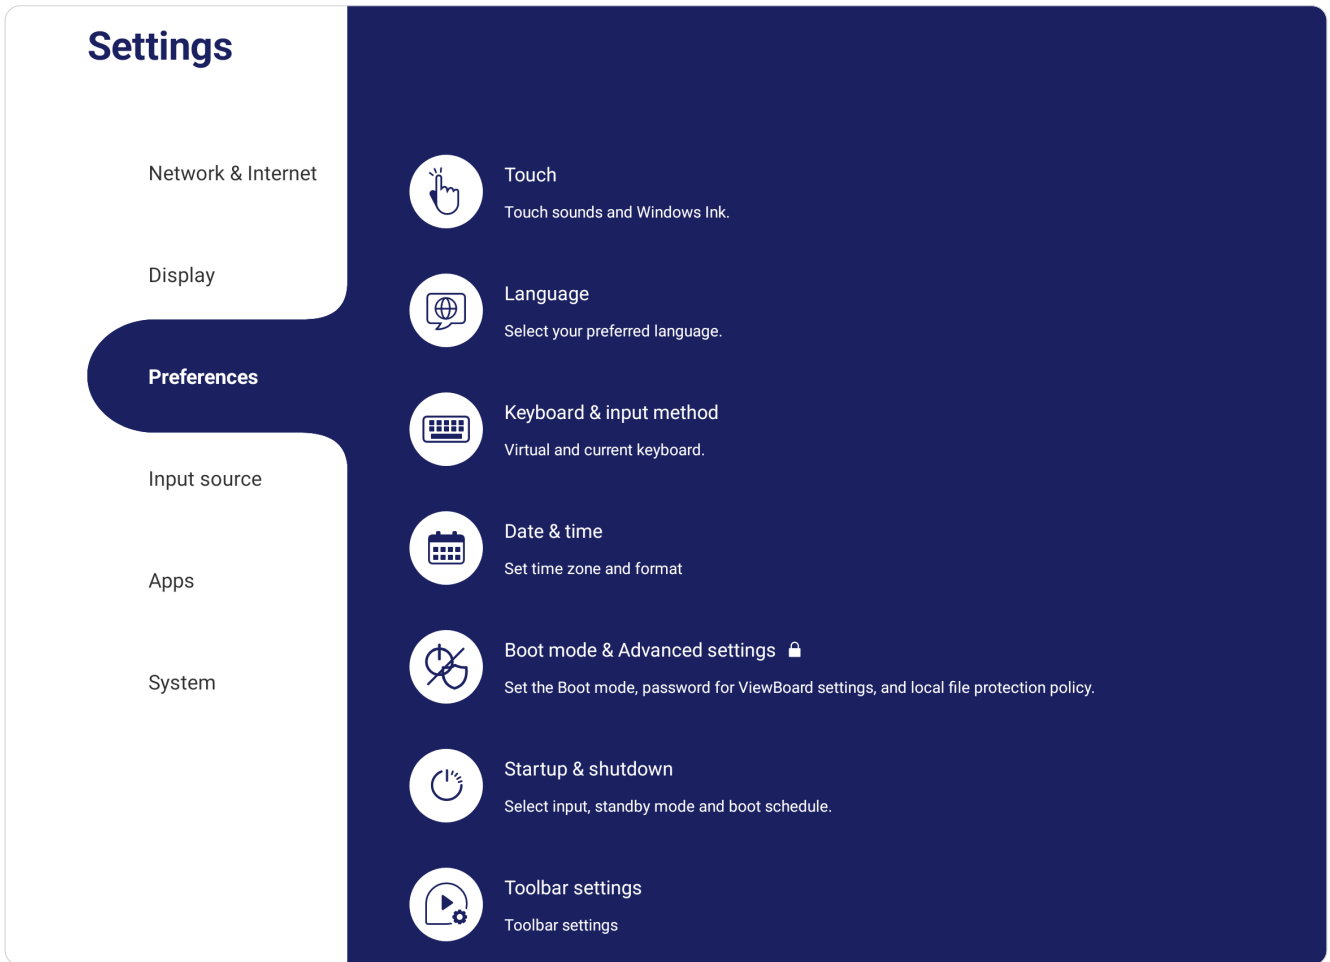 Settings
Network & Internet
Display
Preferences
Input source
Apps
System
Touch
Touch sounds and Windows Ink.
Language
Select your preferred language.
Keyboard & input method
Virtual and current keyboard.
Date & time
Set time zone and format
Boot mode & Advanced settings
Set the Boot mode, password for ViewBoard settings, and local file protection policy.
Startup & shutdown
Select input, standby mode and boot schedule.
Toolbar settings
Toolbar settings